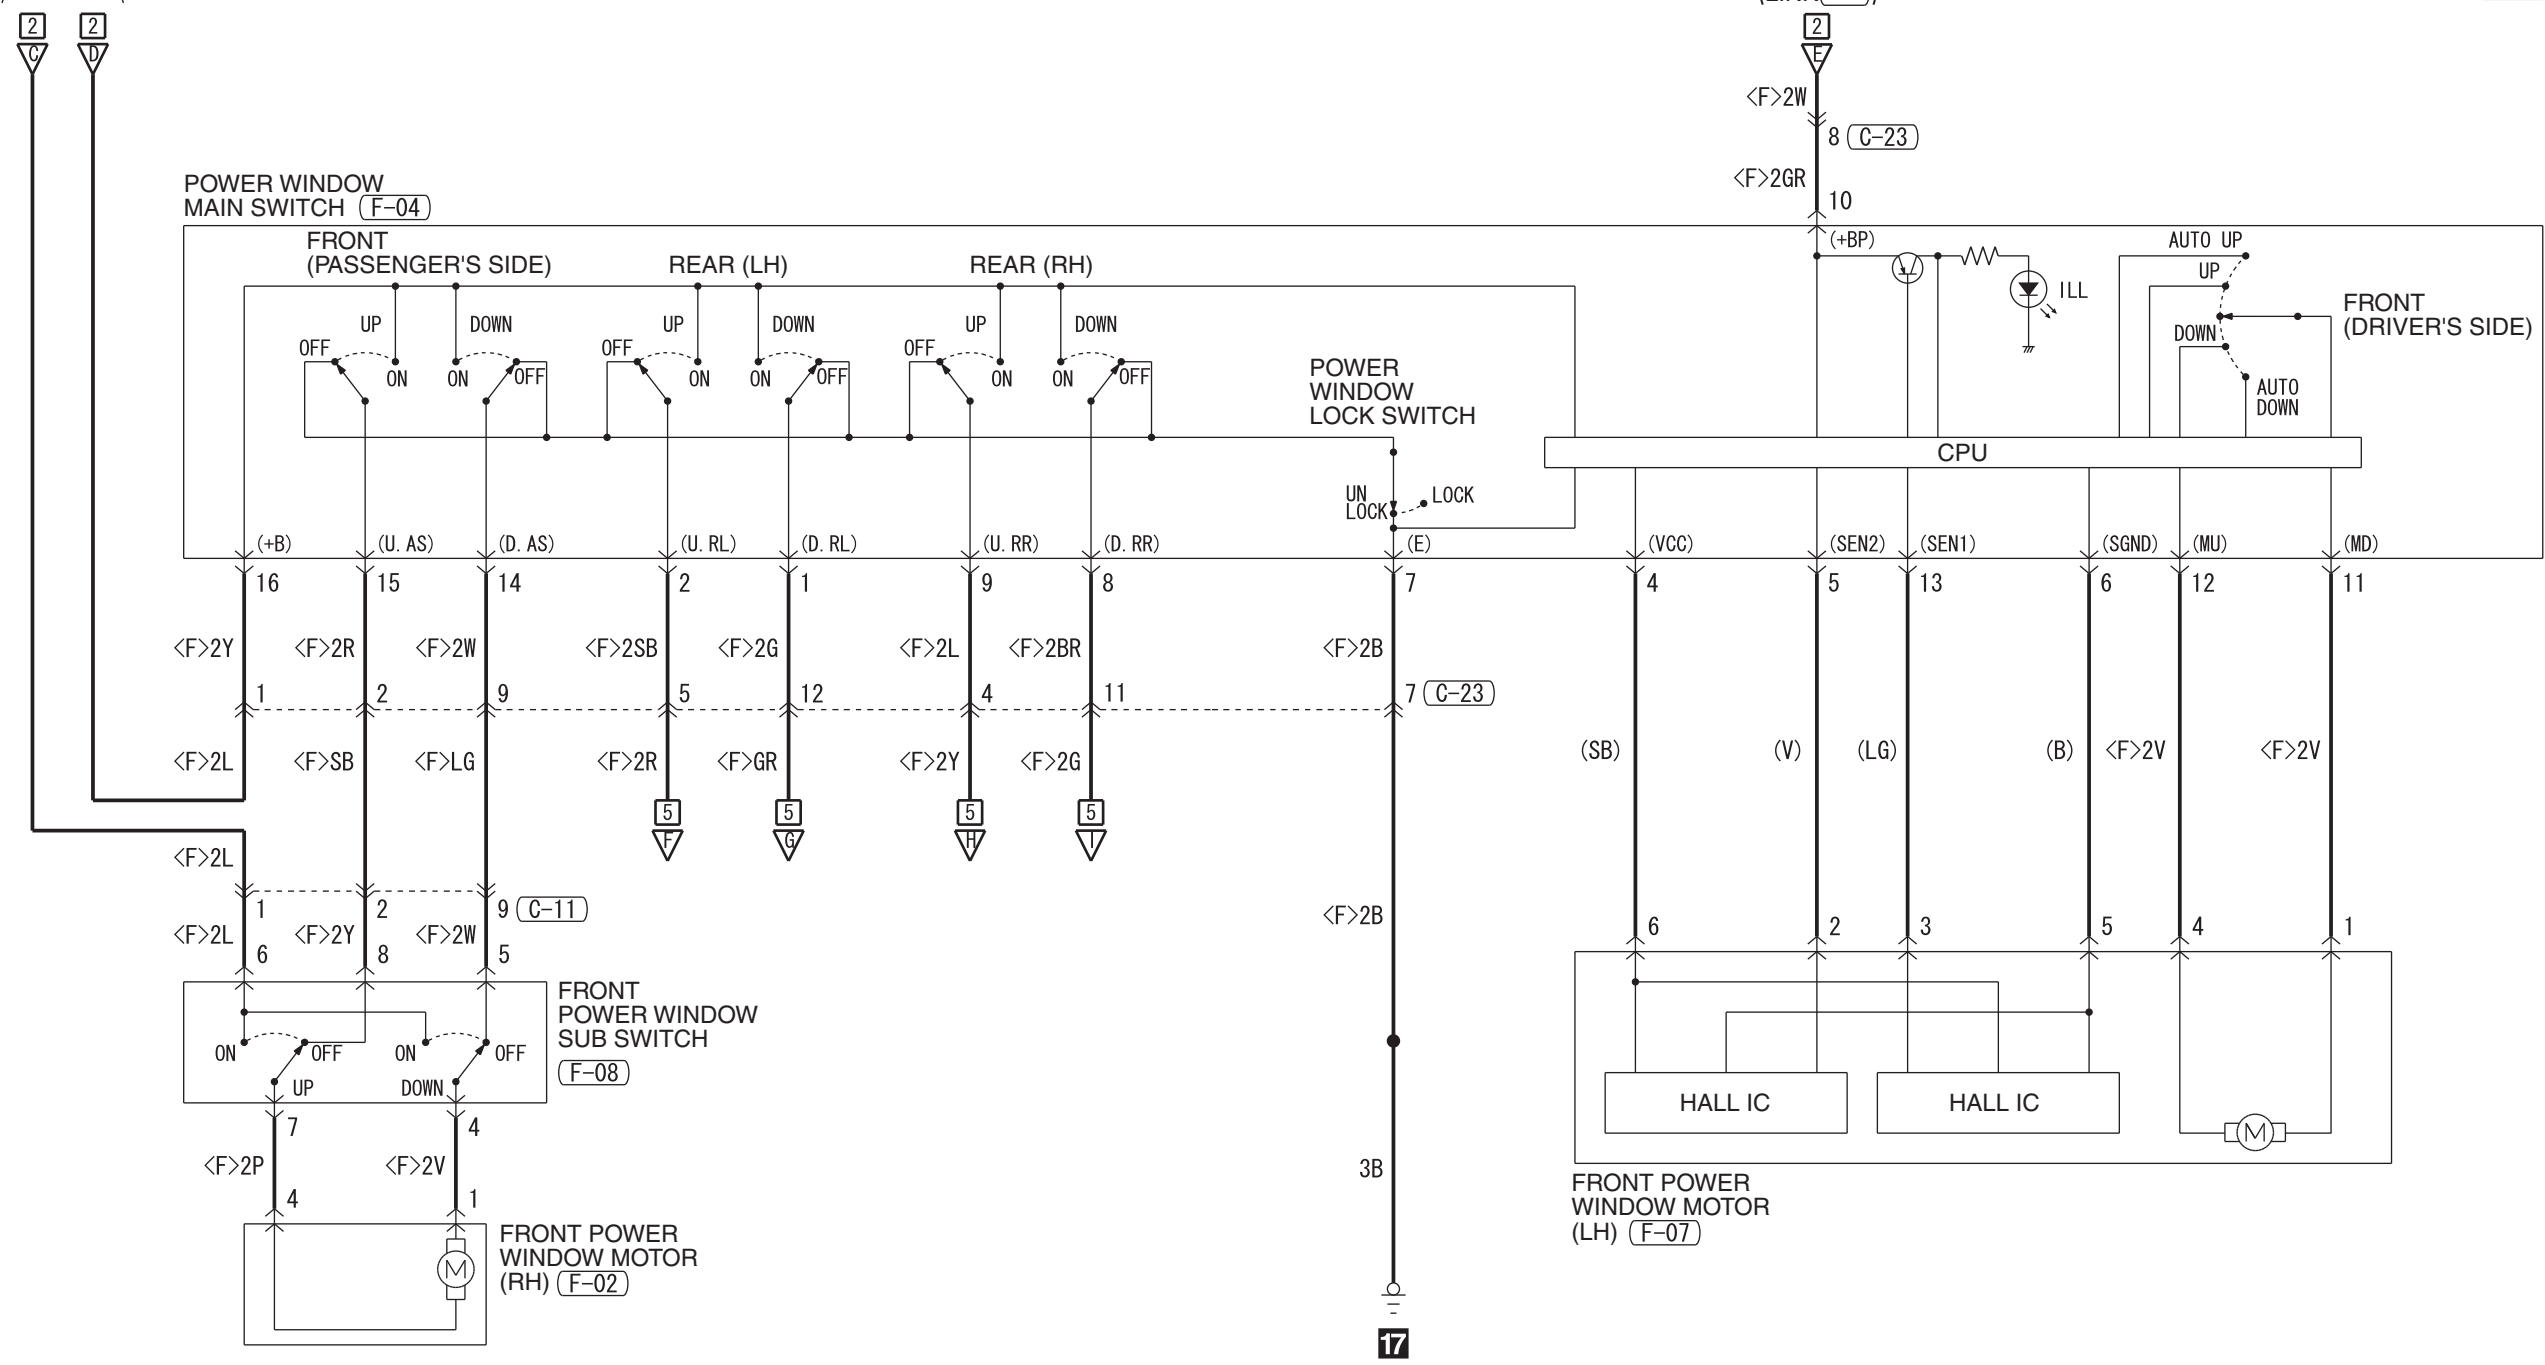 2
2
2
C
D
E
<F>2W
8 C-23
<F>2GR
10
POWER WINDOW
MAIN SWITCH F-04
FRONT
(PASSENGER'S SIDE)
REAR (LH)
REAR (RH)
(+BP)
AUTO UP
UP
ILL
FRONT
(DRIVER'S SIDE)
DOWN
AUTO
DOWN
UP
DOWN
UP
DOWN
UP
DOWN
OFF
ON
ON
OFF
OFF
ON
ON
OFF
OFF
ON
ON
OFF
POWER
WINDOW
LOCK SWITCH
CPU
UN
LOCK
LOCK
(+B)
(U. AS)
(D. AS)
(U. RL)
(D. RL)
(U. RR)
(D. RR)
(E)
(VCC)
(SEN2)
(SEN1)
(SGND)
(MU)
(MD)
16
15
14
2
1
9
8
7
4
5
13
6
12
11
<F>2Y
<F>2R
<F>2W
<F>2SB
<F>2G
<F>2L
<F>2BR
<F>2B
1
2
9
5
12
4
11
7 C-23
<F>2L
<F>SB
<F>LG
<F>2R
<F>GR
<F>2Y
<F>2G
(SB)
(V)
(LG)
(B)
<F>2V
<F>2V
5
5
5
5
F
G
H
I
<F>2L
1
2
9 C-11
<F>2B
<F>2L
<F>2Y
<F>2W
6
8
5
6
2
3
5
4
1
FRONT
POWER WINDOW
SUB SWITCH
F-08
ON
OFF
ON
OFF
UP
DOWN
HALL IC
HALL IC
M
7
4
<F>2P
<F>2V
3B
4
1
FRONT POWER
WINDOW MOTOR
(LH) F-07
M
FRONT POWER
WINDOW MOTOR
(RH) F-02
17